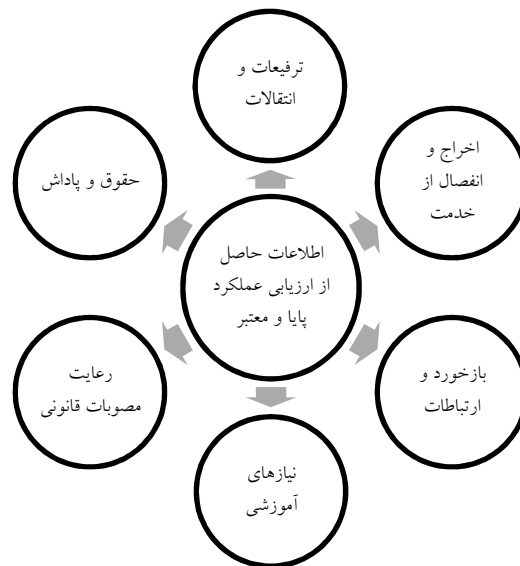 ترفیعات و
انتقالات
اخراج و
انفصال از
خدمت
حقوق و پاداش
اطلاعات حاصل
از ارزیابی عملکرد
پایا و معتبر
بازخورد و
ارتباطات
رعایت
مصوبات قانونی
نیازهای
آموزشی